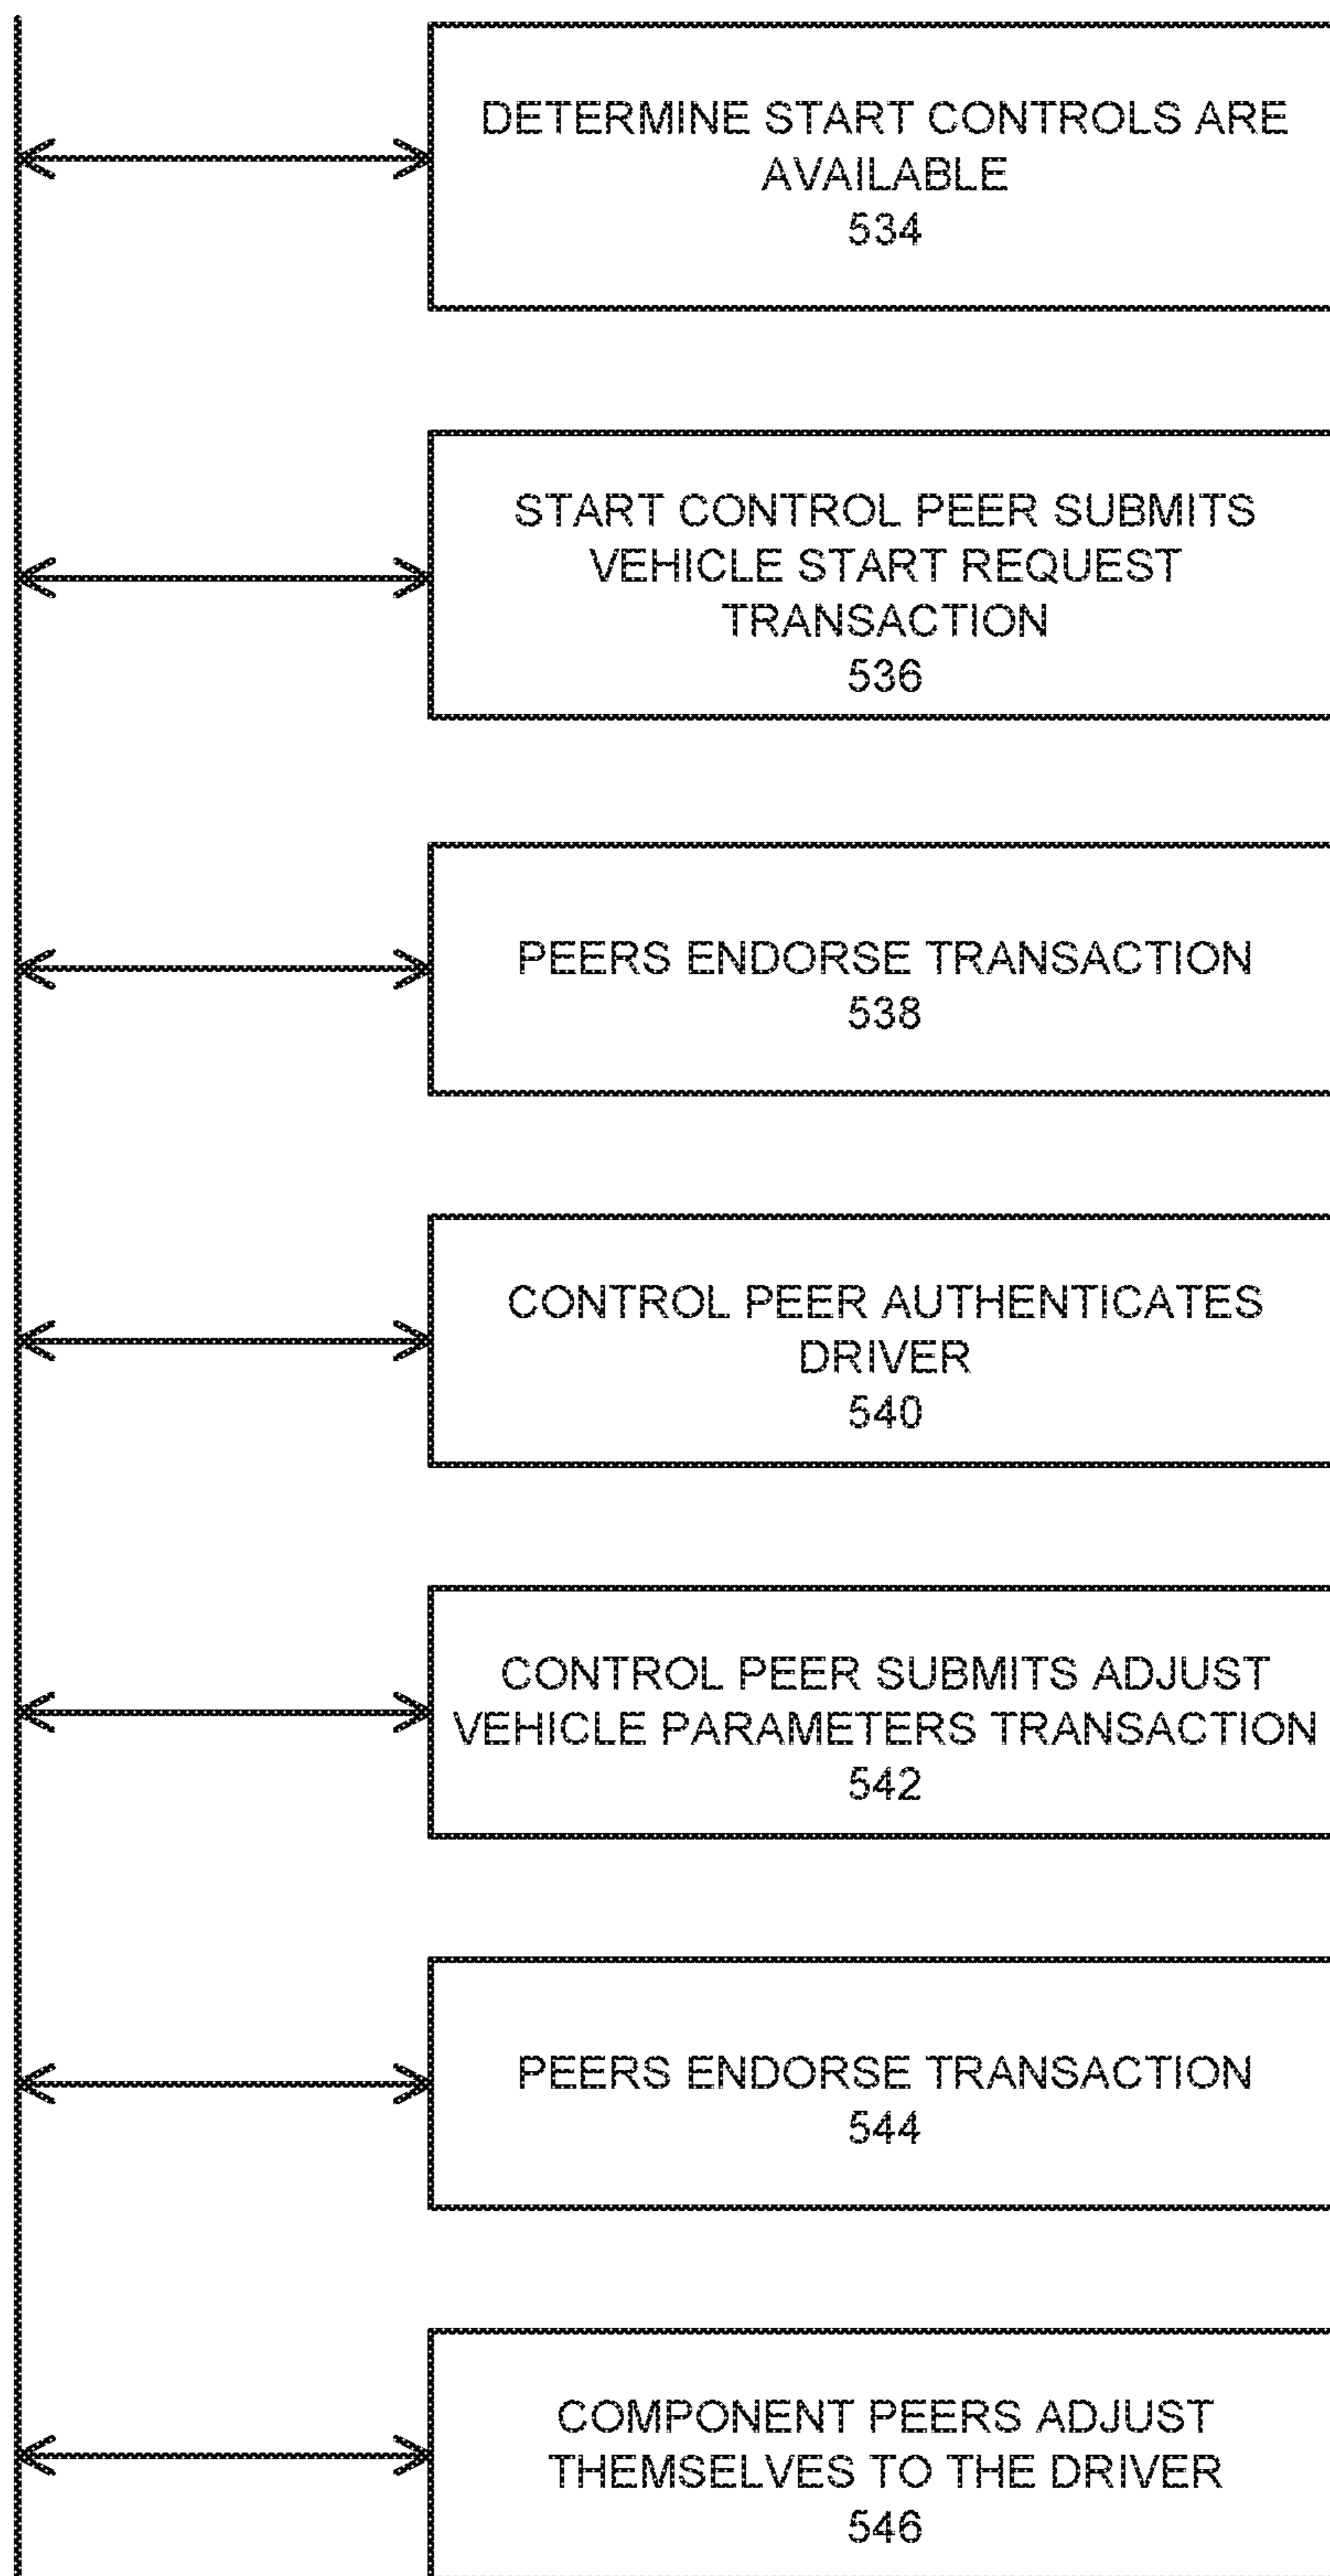 DETERMINE START CONTROLS ARE
AVAILABLE
534
START CONTROL PEER SUBMITS
VEHICLE START REQUEST
TRANSACTION
536
PEERS ENDORSE TRANSACTION
538
CONTROL PEER AUTHENTICATES
DRIVER
540
CONTROL PEER SUBMITS ADJUST
VEHICLE PARAMETERS TRANSACTION
542
PEERS ENDORSE TRANSACTION
544
COMPONENT PEERS ADJUST
THEMSELVES TO THE DRIVER
546